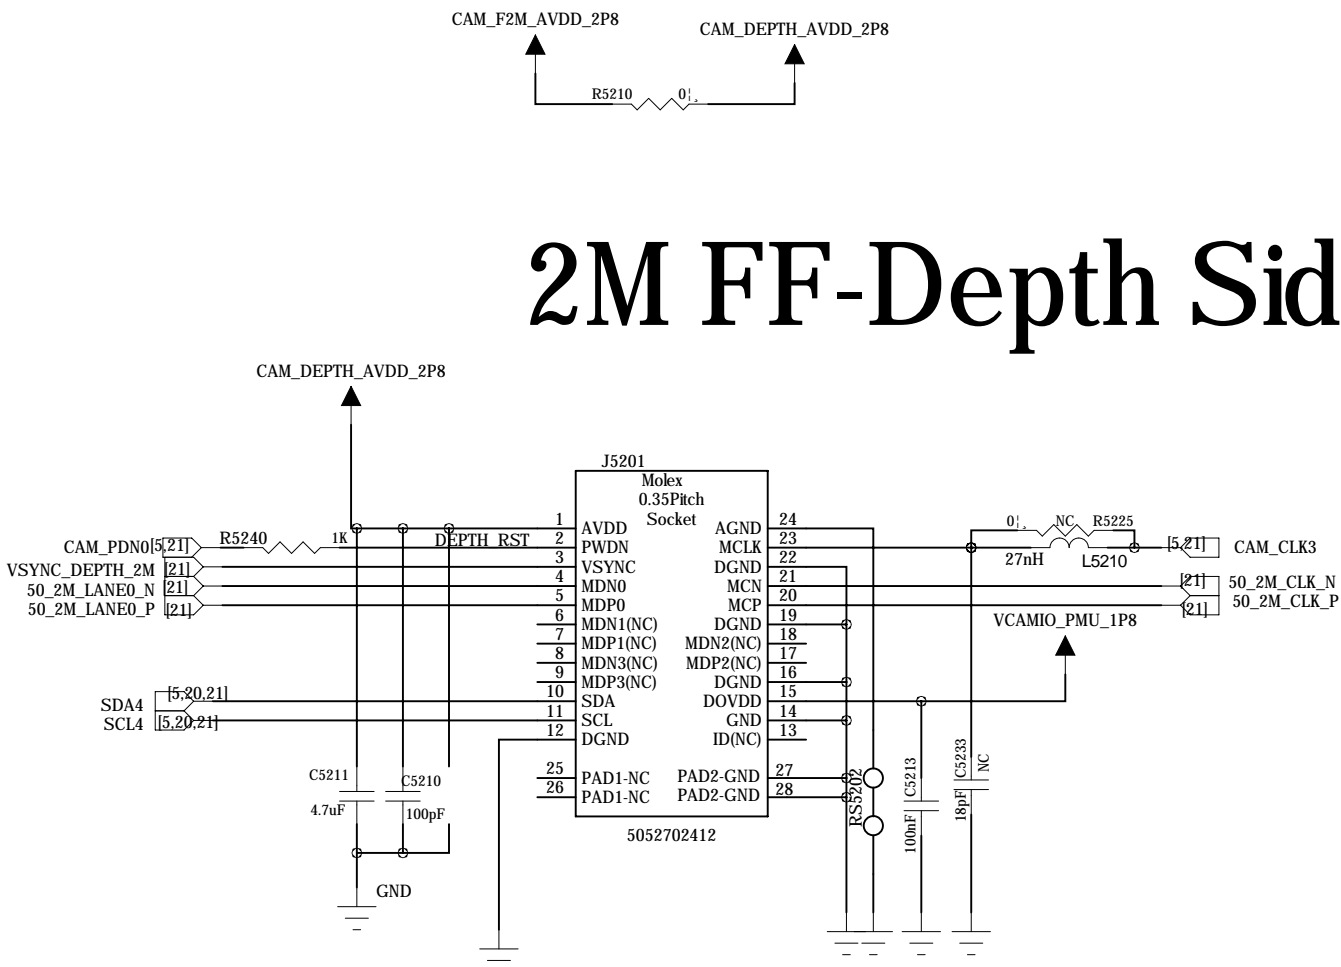 CAM_F2M_AVDD_2P8
CAM_DEPTH_AVDD_2P8
R5210 0
2M FF-Depth Sid
CAM_DEPTH_AVDD_2P8
J5201
Molex
0.35Pitch
Socket
CAM_PDN0 [5,21] R5240 1K DEPTH_RST
VSYNC_DEPTH_2M [21]
50_2M_LANE0_N [21]
50_2M_LANE0_P [21]
SDA4 [5,20,21]
SCL4 [5,20,21]
1 AVDD AGND 24
2 PWDN MCLK 23
3 VSYNC DGND 22
4 MDN0 MCN 21
5 MDP0 MCP 20
6 MDN1(NC) DGND 19
7 MDP1(NC) MDN2(NC) 18
8 MDN3(NC) MDP2(NC) 17
9 MDP3(NC) DGND 16
10 SDA DOVDD 15
11 SCL GND 14
12 DGND ID(NC) 13
25 PAD1-NC PAD2-GND 27
26 PAD1-NC PAD2-GND 28
5052702412
0 NC R5225
27nH L5210
[5,21] CAM_CLK3
[21] 50_2M_CLK_N
[21] 50_2M_CLK_P
VCAMIO_PMU_1P8
C5211
4.7uF
C5210
100pF
GND
RS5202
C5213
100nF
C5233
18pF
NC